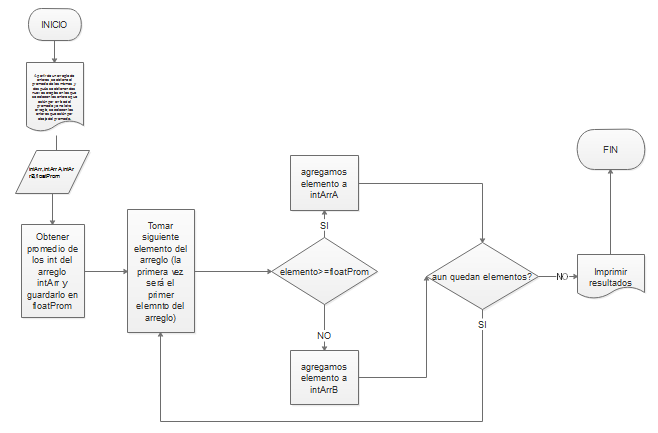 INICIO
intArr,intArrA,intAr
rB,floatProm
Obtener
promedio de
los int del
arreglo
intArr y
guardarlo en
floatProm
Tomar
siguiente
elemento del
arreglo (la
primera vez
será el
primer
elemnto del
arreglo)
agregamos
elemento a
intArrA
SI
elemento>=floatProm
NO
agregamos
elemento a
intArrB
aun quedan elementos?
SI
NO
Imprimir
resultados
FIN